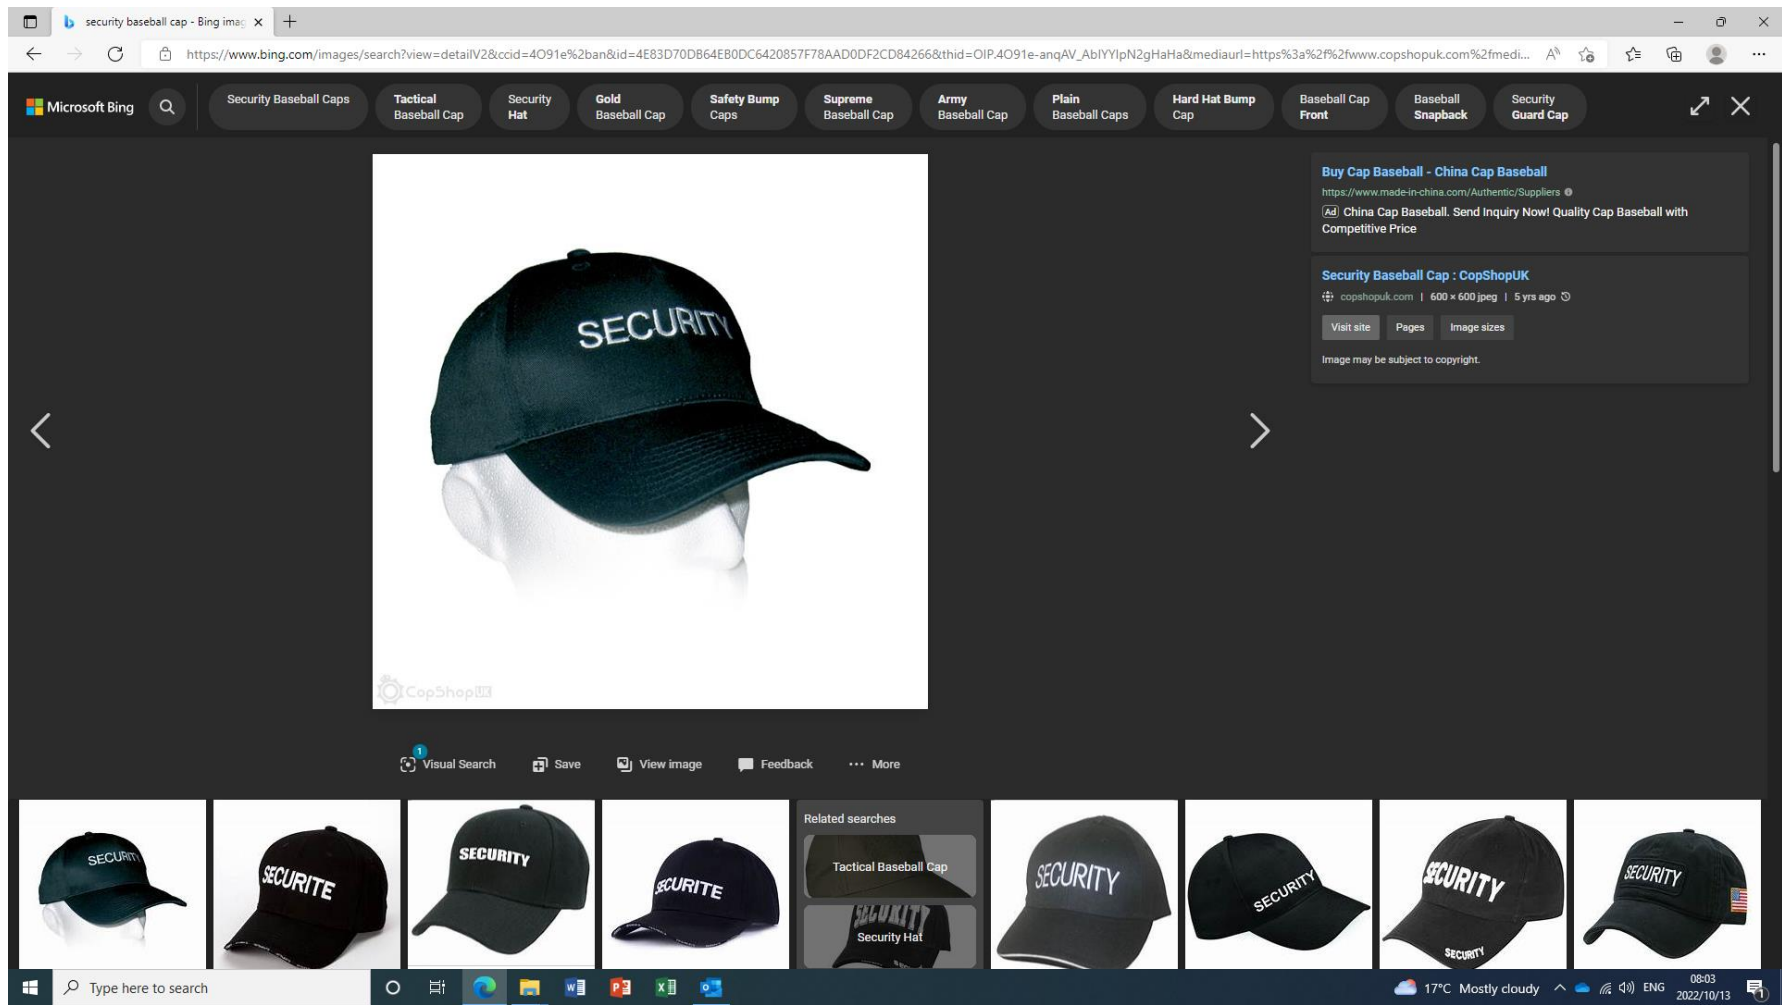 security baseball cap - Bing imag
https://www.bing.com/images/search?view=detailV2&ccid=4O91e%2ban&id=4E83D70DB64EB0DC6420857F78AAD0DF2CD84266&thid=OIP.4O91e-anqAV_AbIYYIpN2gHaHa&mediaurl=https%3a%2f%2fwww.copshopuk.com%2fmedi...
Microsoft Bing
Security Baseball Caps
Tactical
Baseball Cap
Security
Hat
Gold
Baseball Cap
Safety Bump
Caps
Supreme
Baseball Cap
Army
Baseball Cap
Plain
Baseball Caps
Hard Hat Bump
Cap
Baseball Cap
Front
Baseball
Snapback
Security
Guard Cap
SECURITY
CopShopUK
Buy Cap Baseball - China Cap Baseball
https://www.made-in-china.com/Authentic/Suppliers
Ad China Cap Baseball. Send Inquiry Now! Quality Cap Baseball with
Competitive Price
Security Baseball Cap : CopShopUK
copshopuk.com | 600 × 600 jpeg | 5 yrs ago
Visit site Pages Image sizes
Image may be subject to copyright.
1
Visual Search Save View image Feedback ··· More
SECURITY
SECURITE
SECURITY
SECURITE
Related searches
Tactical Baseball Cap
SECURITY
Security Hat
SECURITY
SECURITY
SECURITY
SECURITY
SECURITY
Type here to search
17°C Mostly cloudy ENG
08:03
2022/10/13
1